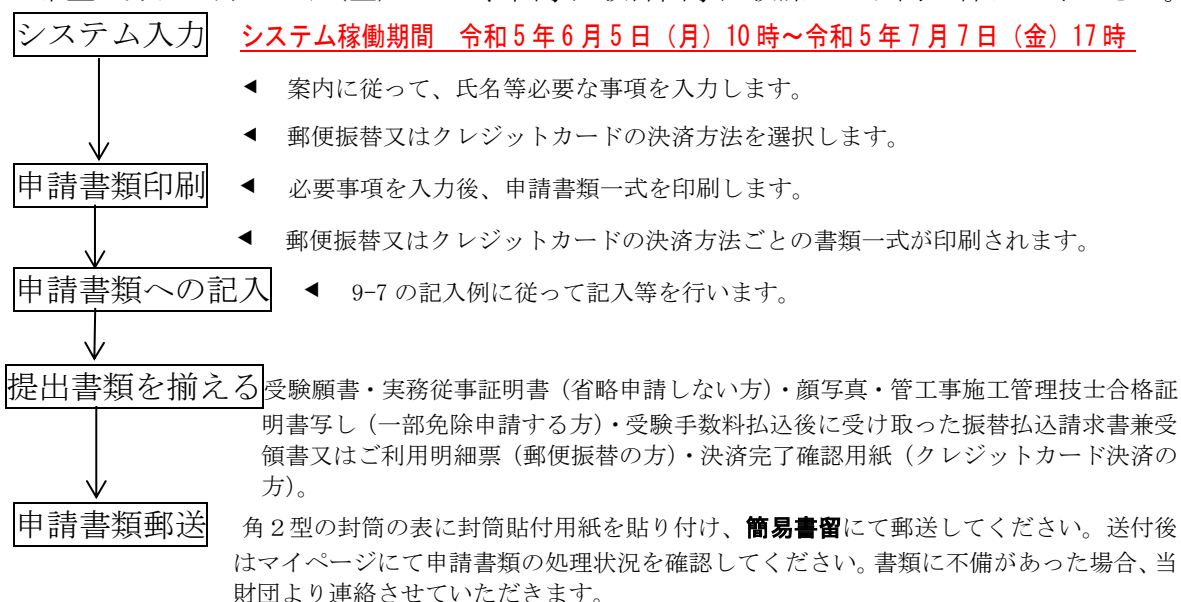 システム入力 システム稼働期間 令和5年6月5日（月）10時～令和5年7月7日（金）17時
◀ 案内に従って、氏名等必要な事項を入力します。
◀ 郵便振替又はクレジットカードの決済方法を選択します。
申請書類印刷 ◀ 必要事項を入力後、申請書類一式を印刷します。
◀ 郵便振替又はクレジットカードの決済方法ごとの書類一式が印刷されます。
申請書類への記入 ◀ 9-7 の記入例に従って記入等を行います。
提出書類を揃える 受験願書・実務従事証明書（省略申請しない方）・顔写真・管工事施工管理技士合格証
明書写し（一部免除申請する方）・受験手数料払込後に受け取った振替払込請求書兼受
領書又はご利用明細票（郵便振替の方）・決済完了確認用紙（クレジットカード決済の
方）。
申請書類郵送 角２型の封筒の表に封筒貼付用紙を貼り付け、簡易書留にて郵送してください。送付後
はマイページにて申請書類の処理状況を確認してください。書類に不備があった場合、当
財団より連絡させていただきます。